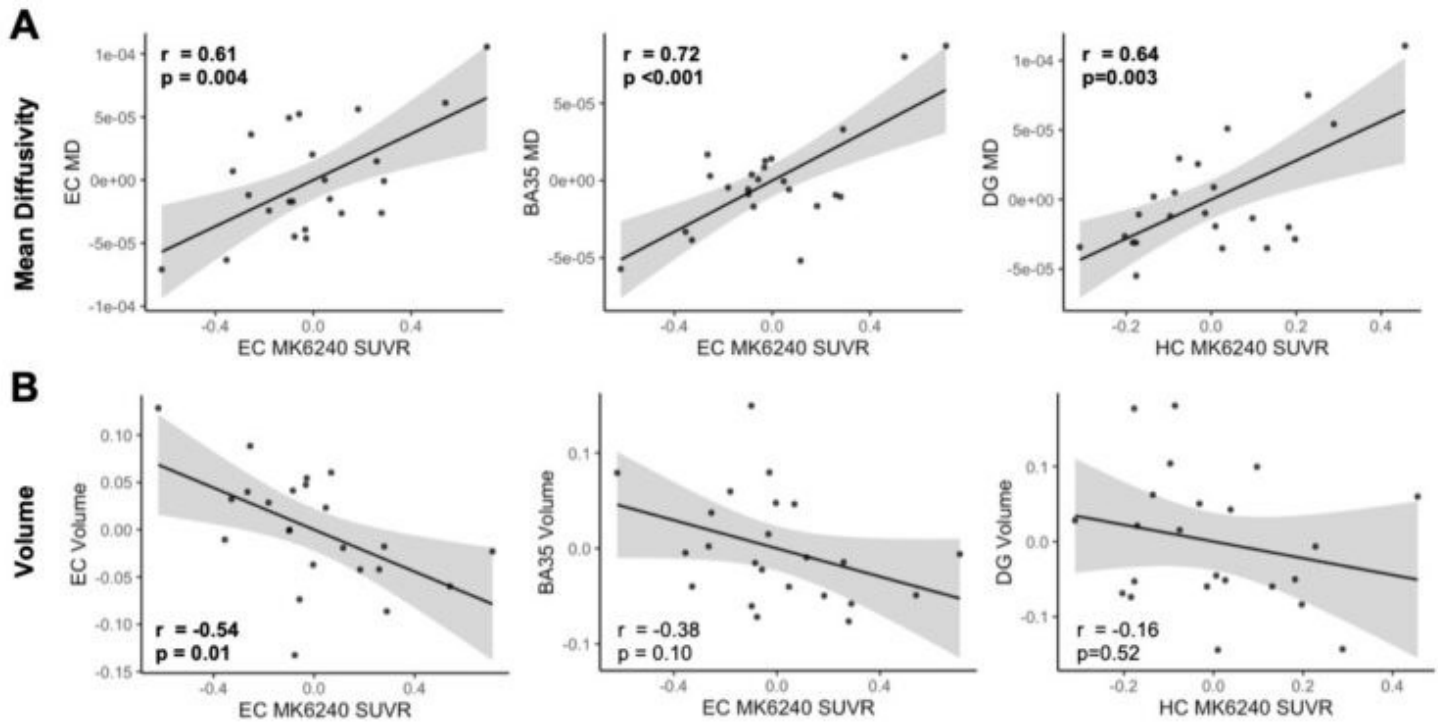 A
Mean Diffusivity
r = 0.61
p = 0.004
EC MD
1e-04
5e-05
0e+00
-5e-05
-1e-04
-0.4
0.0
0.4
EC MK6240 SUVR
r = 0.72
p <0.001
BA35 MD
5e-05
0e+00
-5e-05
-0.4
0.0
0.4
EC MK6240 SUVR
r = 0.64
p=0.003
DG MD
1e-04
5e-05
0e+00
-5e-05
-0.2
0.0
0.2
0.4
HC MK6240 SUVR
B
Volume
EC Volume
0.10
0.05
0.00
-0.05
-0.10
-0.15
r = -0.54
p = 0.01
-0.4
0.0
0.4
EC MK6240 SUVR
BA35 Volume
0.1
0.0
-0.1
r = -0.38
p = 0.10
-0.4
0.0
0.4
EC MK6240 SUVR
DG Volume
0.1
0.0
-0.1
r = -0.16
p=0.52
-0.2
0.0
0.2
0.4
HC MK6240 SUVR